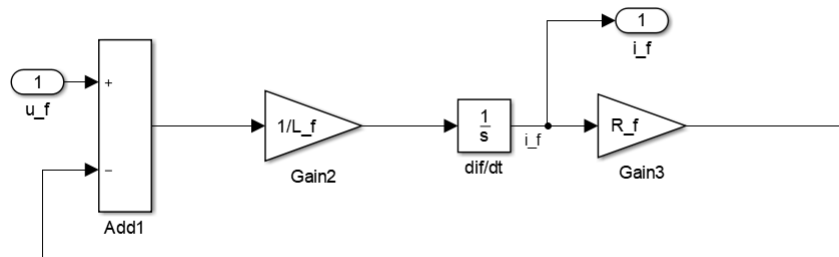 1
u_f
+
−
Add1
1/L_f
Gain2
1
s
dif/dt
i_f
1
i_f
R_f
Gain3